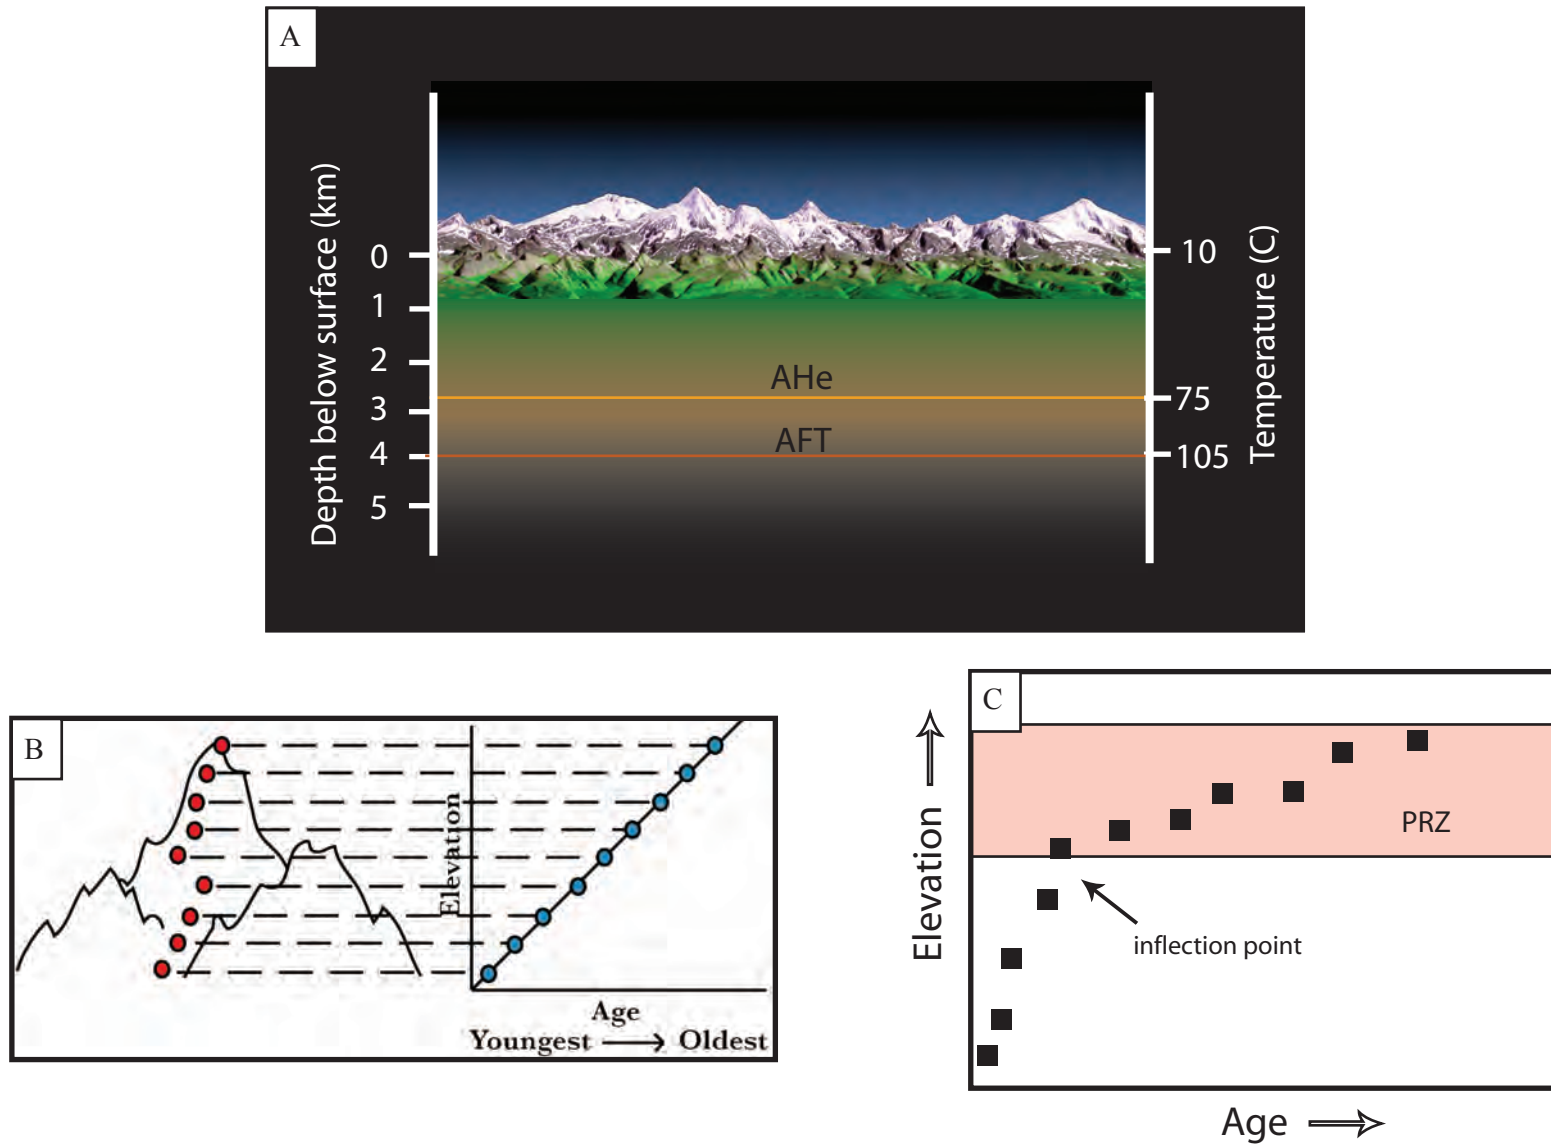 A
Depth below surface (km)
0
1
2
3
4
5
AHe
AFT
10
75
105
Temperature (C)
B
Elevation
Age
Youngest
Oldest
C
Elevation
PRZ
inflection point
Age